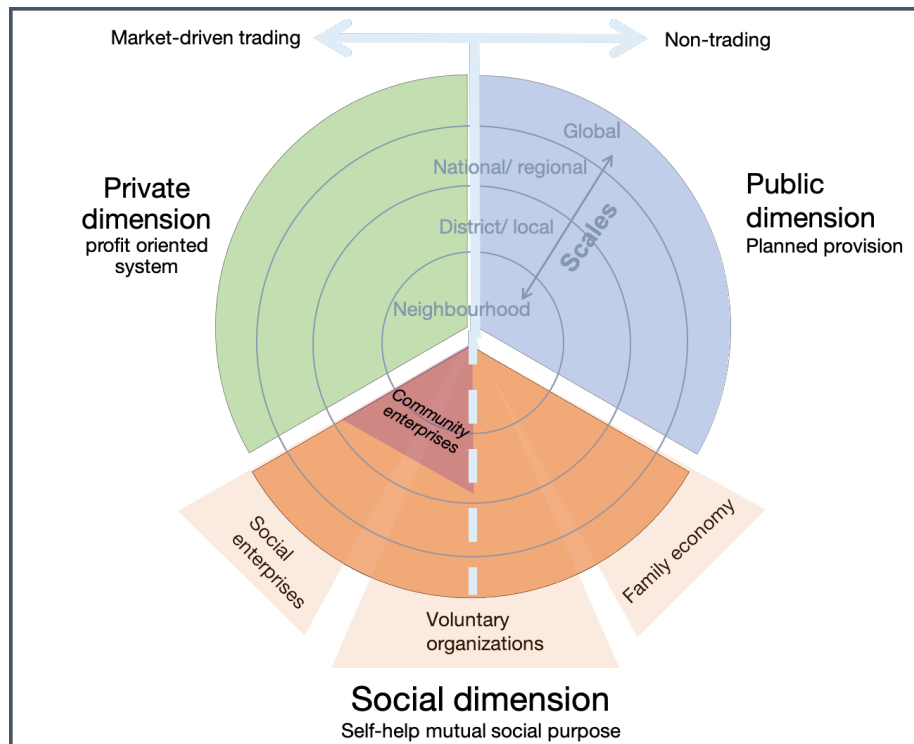 Market-driven trading
Non-trading
Global
National/ regional
District/ local
Scales
Neighbourhood
Private
dimension
profit oriented
system
Public
dimension
Planned provision
Community
enterprises
Social
enterprises
Voluntary
organizations
Family economy
Social dimension
Self-help mutual social purpose